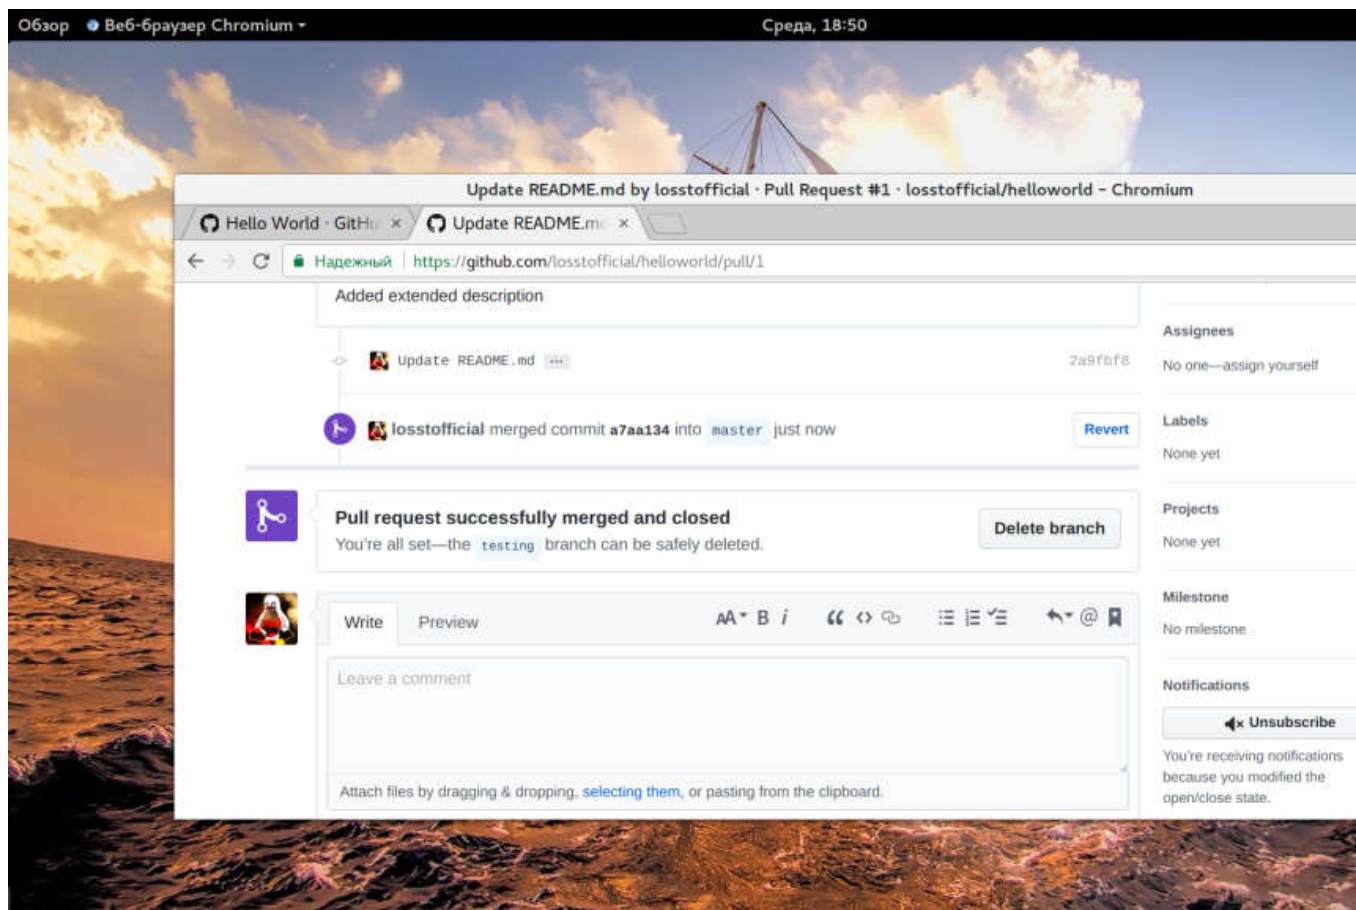 Обзор Веб-браузер Chromium Среда, 18:50
Update README.md by losstofficial · Pull Request #1 · losstofficial/helloworld - Chromium
Hello World · GitHu × Update README.m ×
Надежный https://github.com/losstofficial/helloworld/pull/1
Added extended description
Update README.md ... 2a9fbf8
losstofficial merged commit a7aa134 into master just now Revert
Pull request successfully merged and closed
You're all set—the testing branch can be safely deleted.
Delete branch
Write Preview AA B i @
Leave a comment
Attach files by dragging & dropping, selecting them, or pasting from the clipboard.
Assignees
No one—assign yourself
Labels
None yet
Projects
None yet
Milestone
No milestone
Notifications
Unsubscribe
You're receiving notifications
because you modified the
open/close state.